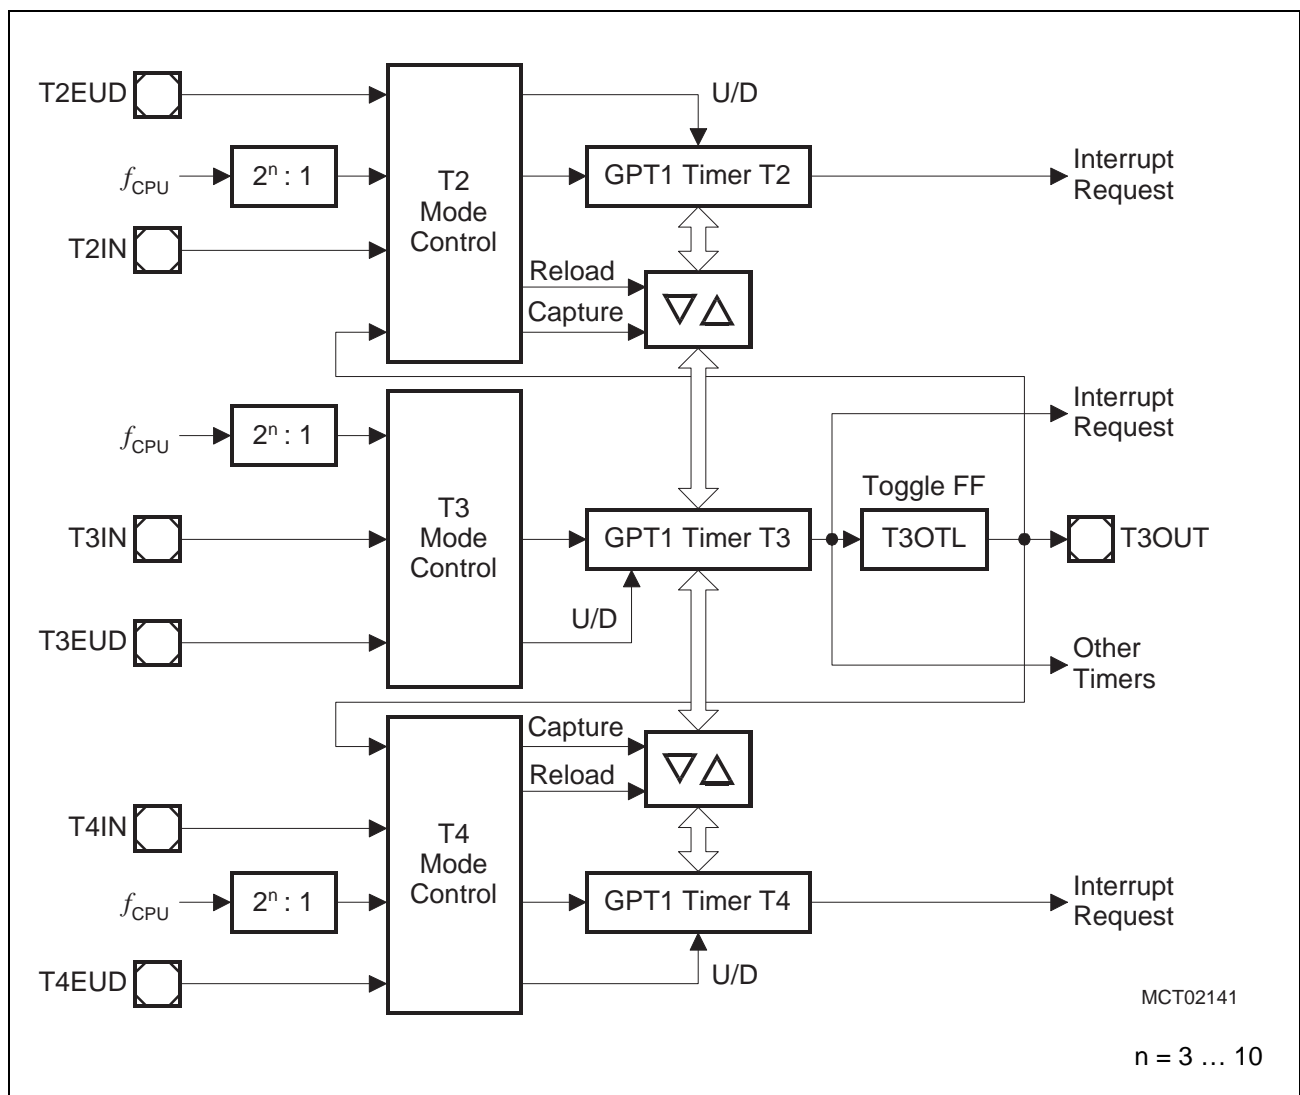 T2EUD
U/D
Interrupt
Request
fCPU
2ⁿ : 1
T2
Mode
Control
GPT1 Timer T2
T2IN
Reload
Capture
Interrupt
Request
fCPU
2ⁿ : 1
T3
Mode
Control
Toggle FF
T3IN
GPT1 Timer T3
T3OTL
T3OUT
U/D
T3EUD
Other
Timers
Capture
Reload
T4IN
T4
Mode
Control
Interrupt
Request
fCPU
2ⁿ : 1
GPT1 Timer T4
T4EUD
U/D
MCT02141
n = 3 … 10